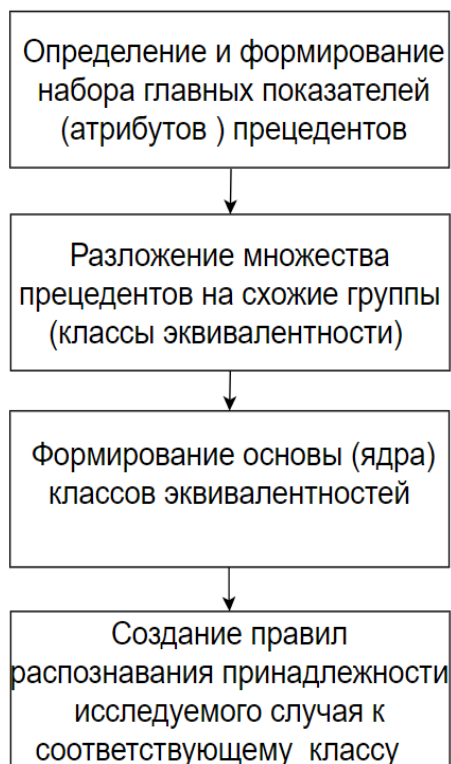 Определение и формирование
набора главных показателей
(атрибутов ) прецедентов
Разложение множества
прецедентов на схожие группы
(классы эквивалентности)
Формирование основы (ядра)
классов эквивалентностей
Создание правил
распознавания принадлежности
исследуемого случая к
соответствующему классу